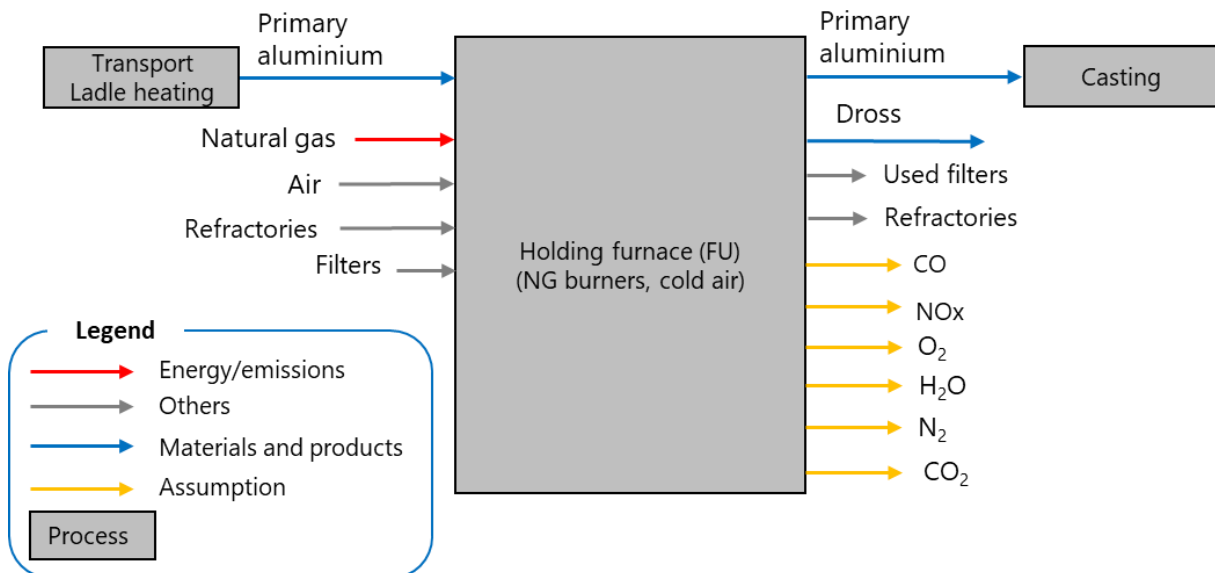 Primary
aluminium
Transport
Ladle heating
Natural gas
Air
Refractories
Filters
Holding furnace (FU)
(NG burners, cold air)
Primary
aluminium
Casting
Dross
Used filters
Refractories
CO
NOx
O₂
H₂O
N₂
CO₂
Legend
Energy/emissions
Others
Materials and products
Assumption
Process